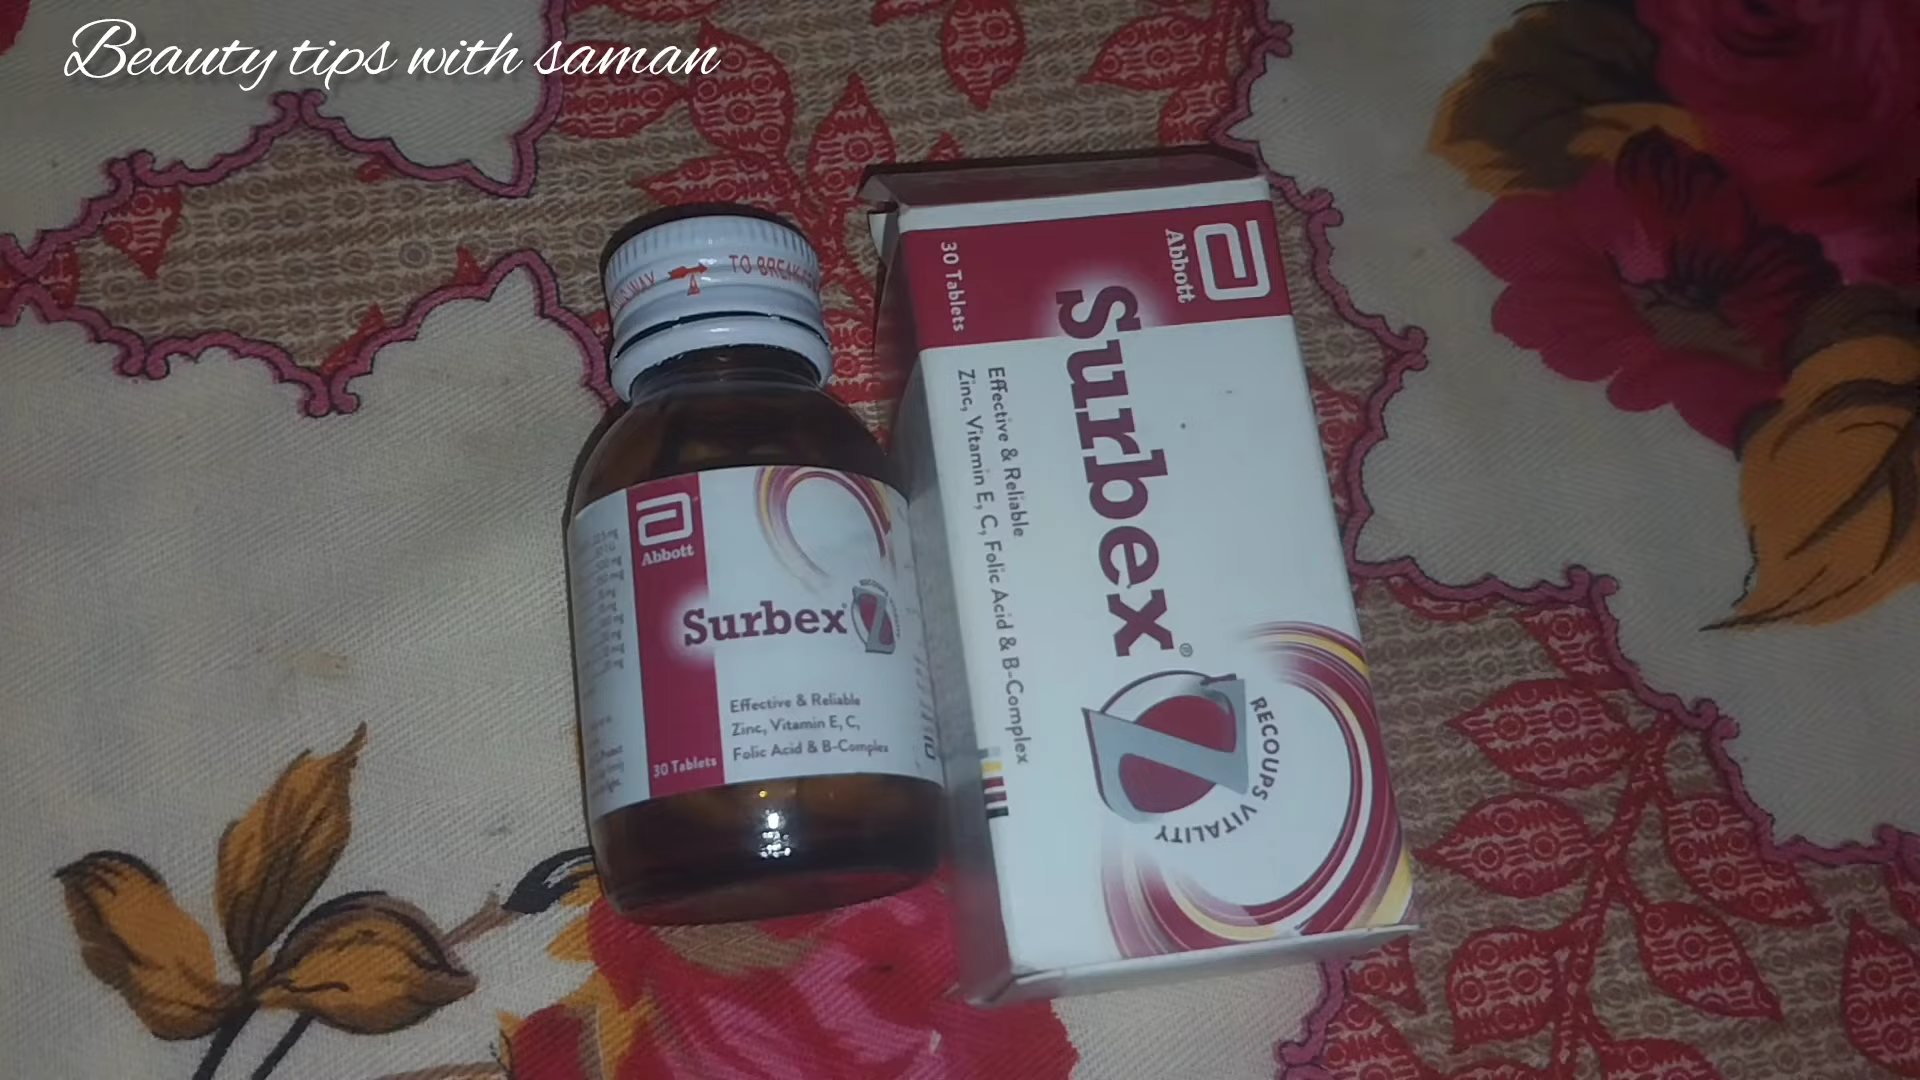 Beauty tips with saman
TO BREAK
Abbott
Surbex
Effective & Reliable
Zinc, Vitamin E, C,
Folic Acid & B-Complex
30 Tablets
Abbott
30 Tablets
Surbex®
Z
RECOUPS VITALITY
Effective & Reliable
Zinc, Vitamin E, C, Folic Acid & B-Complex